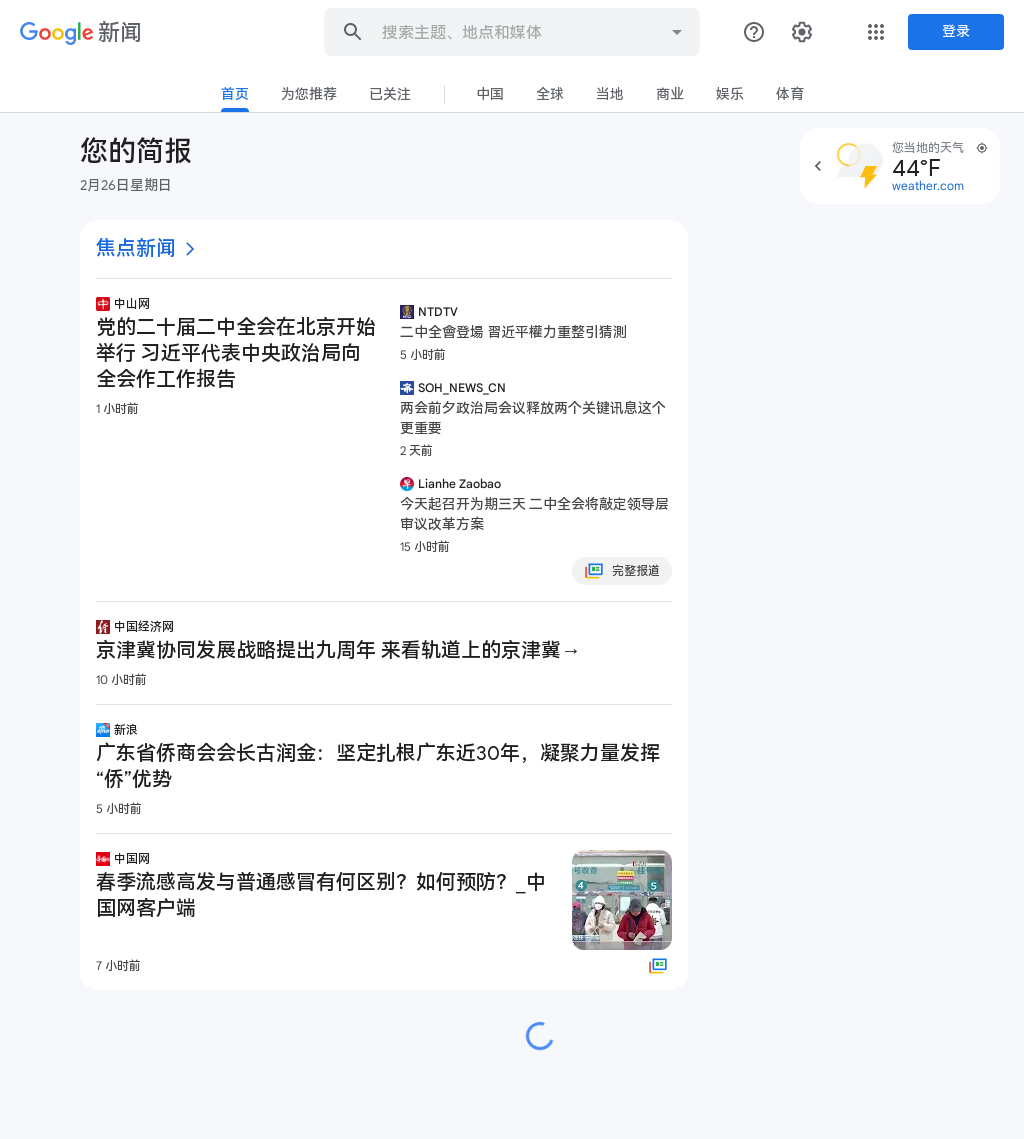 Google 新闻
搜索主题、地点和媒体
登录
首页
为您推荐
已关注
中国
全球
当地
商业
娱乐
体育
您的简报
2月26日星期日
您当地的天气
44°F
weather.com
焦点新闻
中山网
党的二十届二中全会在北京开始
举行 习近平代表中央政治局向
全会作工作报告
1 小时前
NTDTV
二中全會登場 習近平權力重整引猜測
5 小时前
SOH_NEWS_CN
两会前夕政治局会议释放两个关键讯息这个
更重要
2 天前
Lianhe Zaobao
今天起召开为期三天 二中全会将敲定领导层
审议改革方案
15 小时前
完整报道
中国经济网
京津冀协同发展战略提出九周年 来看轨道上的京津冀→
10 小时前
新浪
广东省侨商会会长古润金：坚定扎根广东近30年，凝聚力量发挥
“侨”优势
5 小时前
中国网
春季流感高发与普通感冒有何区别？如何预防？_中
国网客户端
号收费
4
5
7 小时前